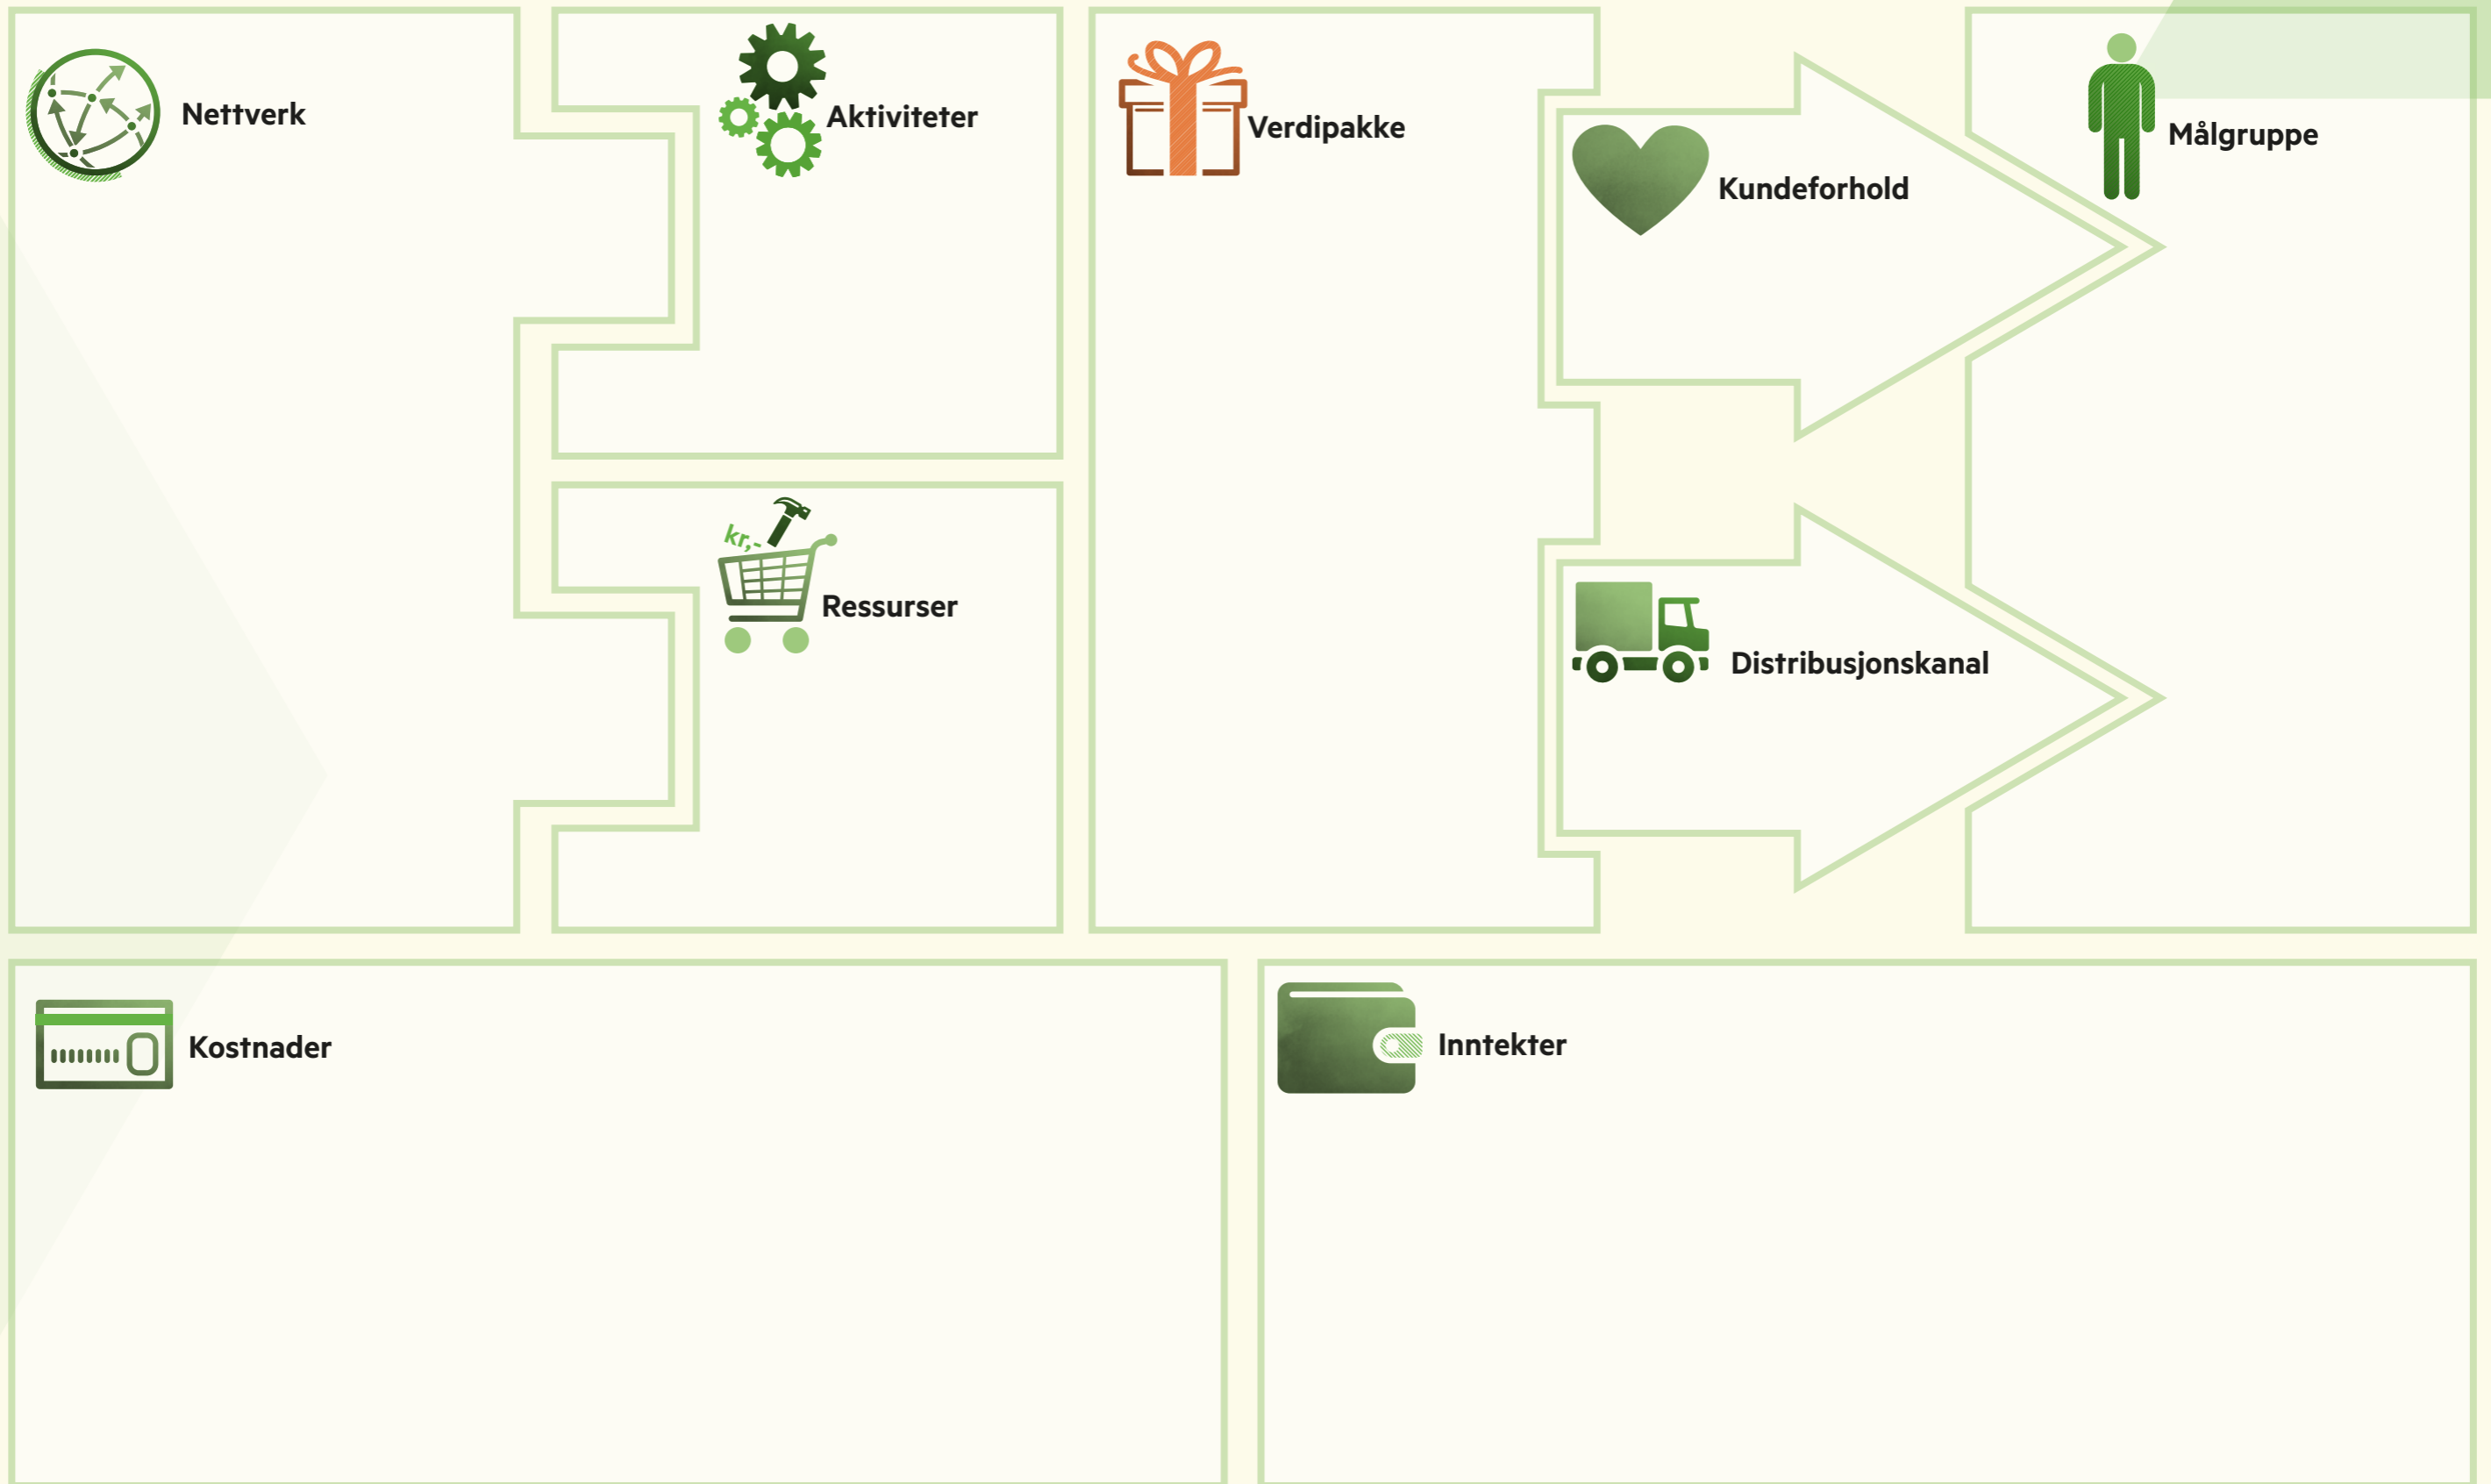 Nettverk
Aktiviteter
Verdipakke
Kundeforhold
Målgruppe
kr,-
Ressurser
Distribusjonskanal
Kostnader
Inntekter